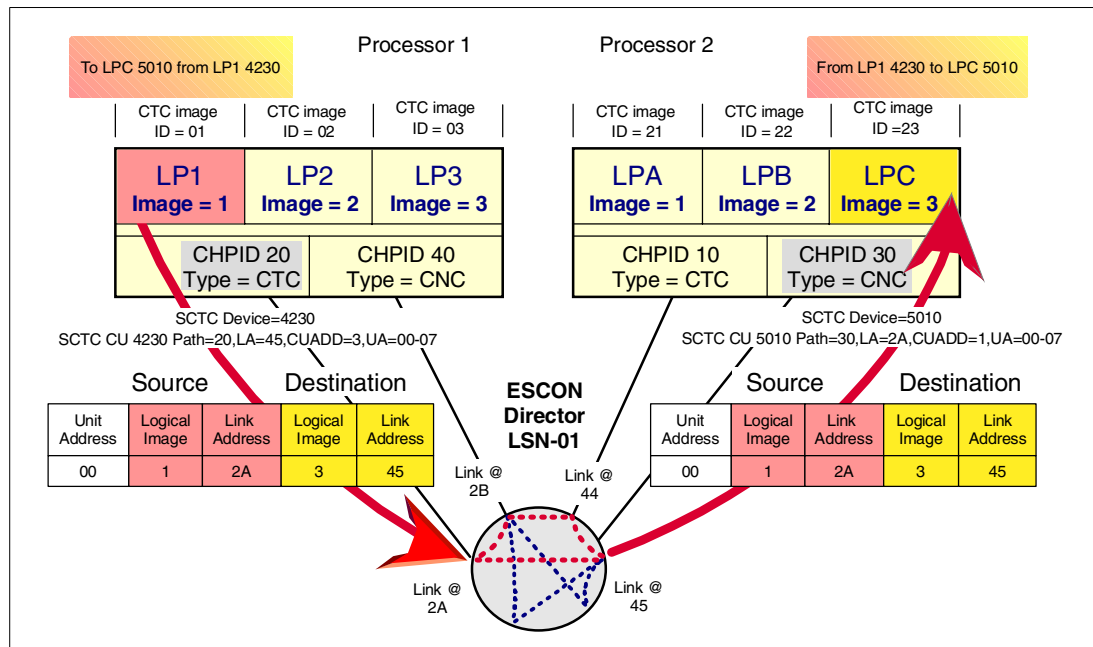 Processor 1
Processor 2
To LPC 5010 from LP1 4230
From LP1 4230 to LPC 5010
CTC image
ID = 01
CTC image
ID = 02
CTC image
ID = 03
CTC image
ID = 21
CTC image
ID = 22
CTC image
ID =23
LP1
Image = 1
LP2
Image = 2
LP3
Image = 3
LPA
Image = 1
LPB
Image = 2
LPC
Image = 3
CHPID 20
Type = CTC
CHPID 40
Type = CNC
CHPID 10
Type = CTC
CHPID 30
Type = CNC
SCTC Device=4230
SCTC CU 4230 Path=20,LA=45,CUADD=3,UA=00-07
SCTC Device=5010
SCTC CU 5010 Path=30,LA=2A,CUADD=1,UA=00-07
Source
Destination
Unit
Address
Logical
Image
Link
Address
Logical
Image
Link
Address
00
1
2A
3
45
ESCON
Director
LSN-01
Source
Destination
Unit
Address
Logical
Image
Link
Address
Logical
Image
Link
Address
00
1
2A
3
45
Link @
2B
Link @
44
Link @
2A
Link @
45